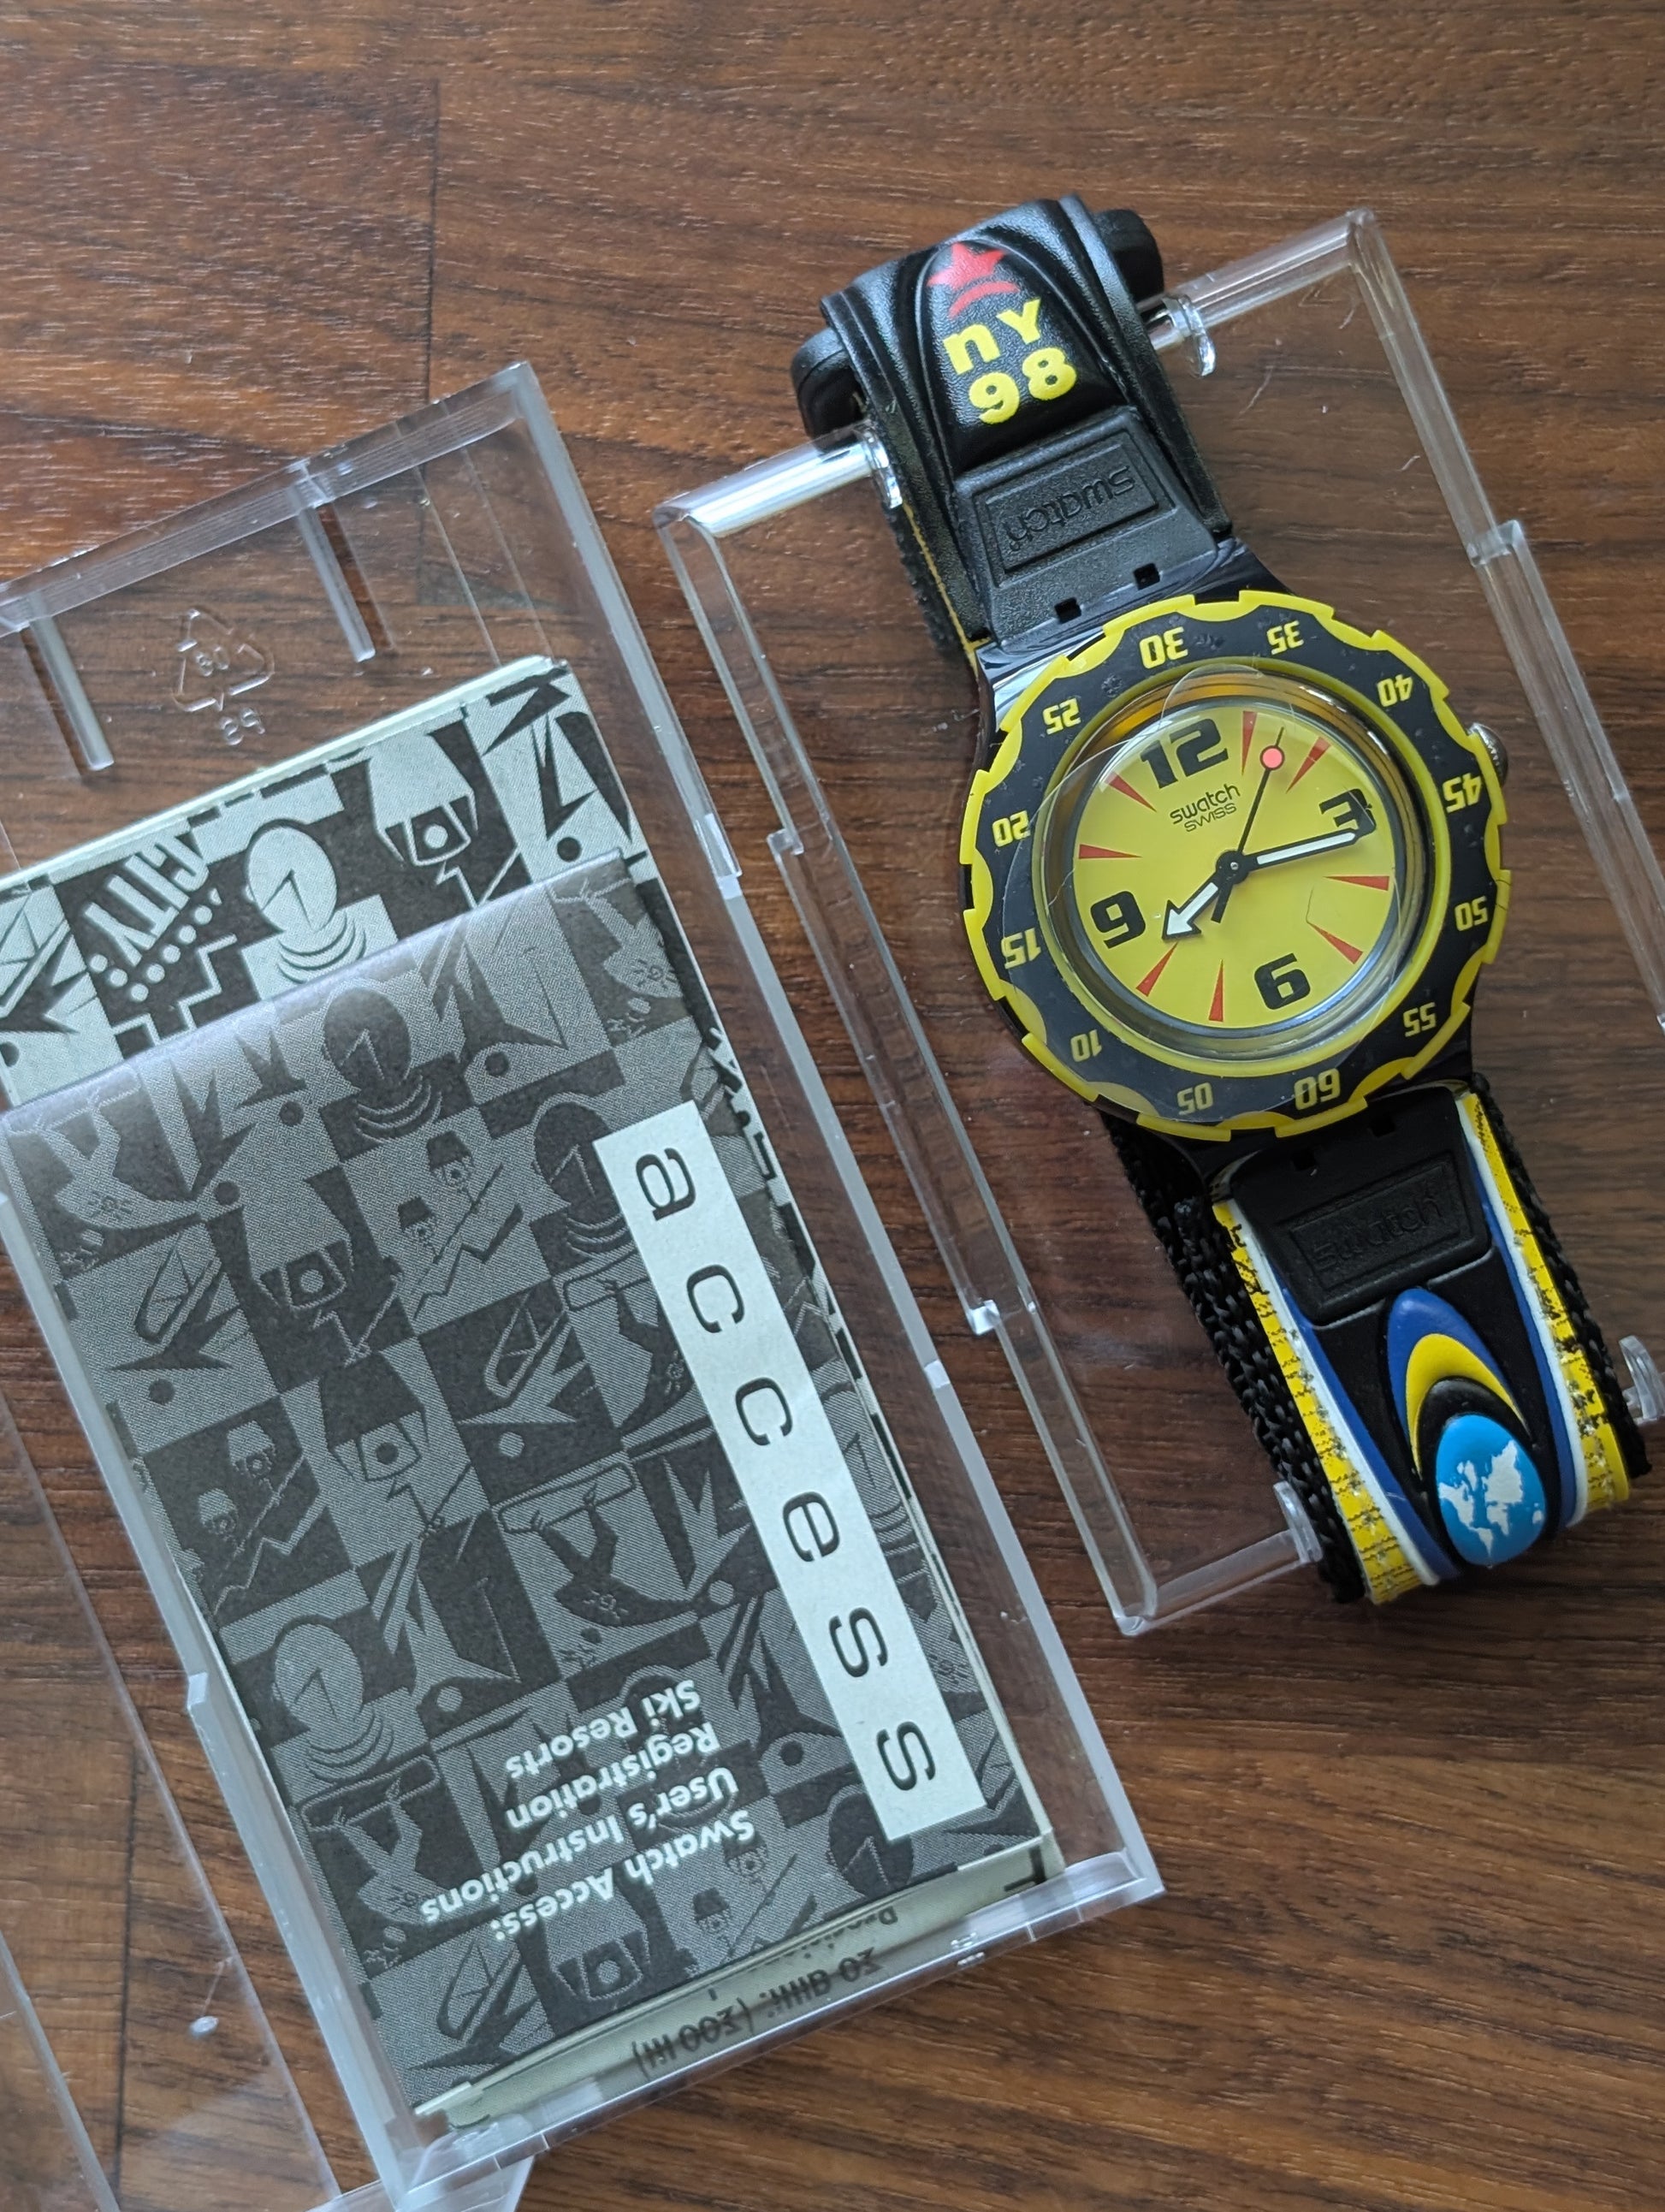 nY
98
swatch
30
35
40
45
50
55
60
05
10
15
20
25
12
3
6
9
swatch
SWISS
swatch
CITY
access
Swatch Access:
User's Instructions
Registration
Ski Resorts